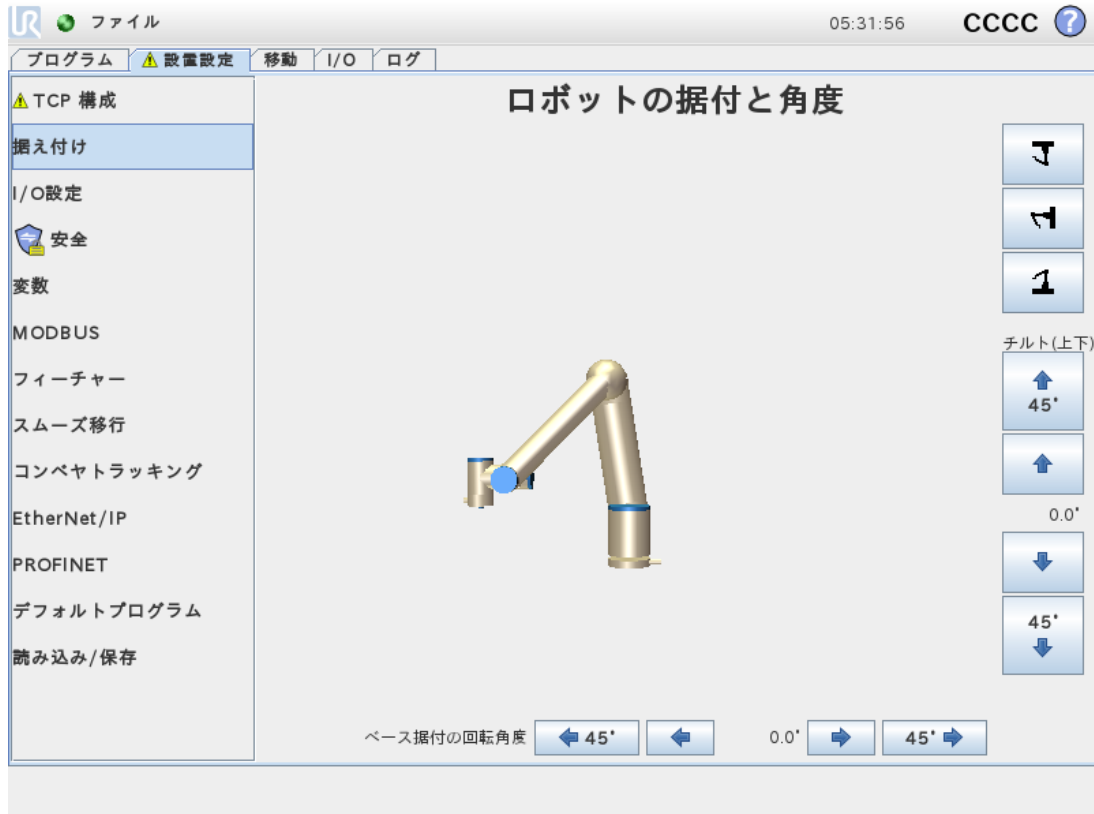 UR ファイル 05:31:56 CCCC ?
プログラム 設置設定 移動 I/O ログ
TCP 構成
据え付け
I/O設定
安全
変数
MODBUS
フィーチャー
スムーズ移行
コンベヤトラッキング
EtherNet/IP
PROFINET
デフォルトプログラム
読み込み/保存
ロボットの据付と角度
チルト(上下)
45°
0.0°
45°
ベース据付の回転角度 45° 0.0° 45°